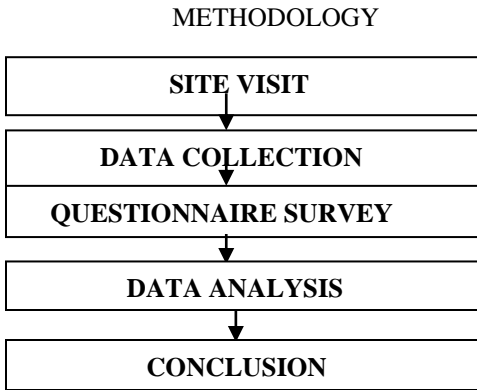 METHODOLOGY
SITE VISIT
DATA COLLECTION
QUESTIONNAIRE SURVEY
DATA ANALYSIS
CONCLUSION